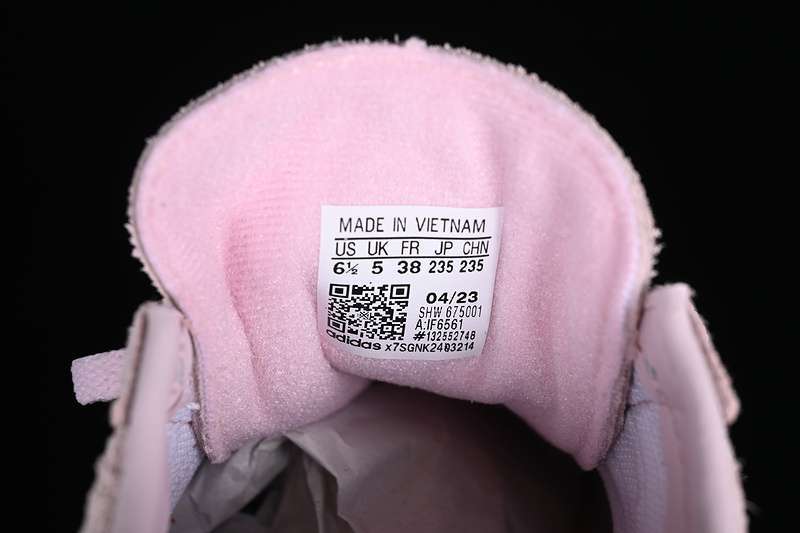 MADE IN VIETNAM
US UK FR JP CHN
6½ 5 38 235 235
04/23
SHW 675001
A:IF6561
#132552748
adidas x7SGNK2403214